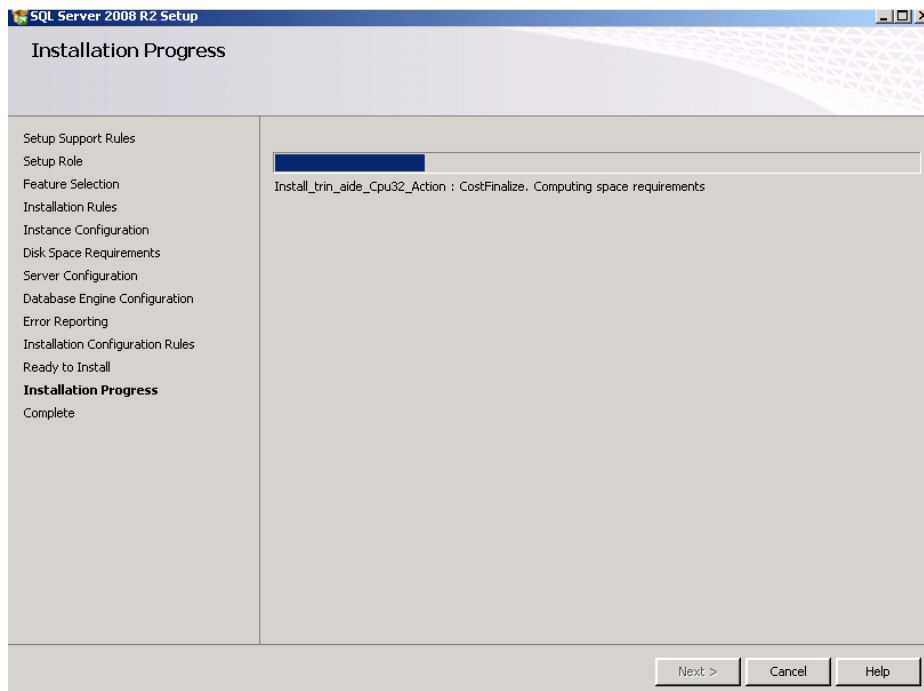 SQL Server 2008 R2 Setup
Installation Progress
Setup Support Rules
Setup Role
Feature Selection
Installation Rules
Instance Configuration
Disk Space Requirements
Server Configuration
Database Engine Configuration
Error Reporting
Installation Configuration Rules
Ready to Install
Installation Progress
Complete
Install_trin_aide_Cpu32_Action : CostFinalize. Computing space requirements
Next >
Cancel
Help